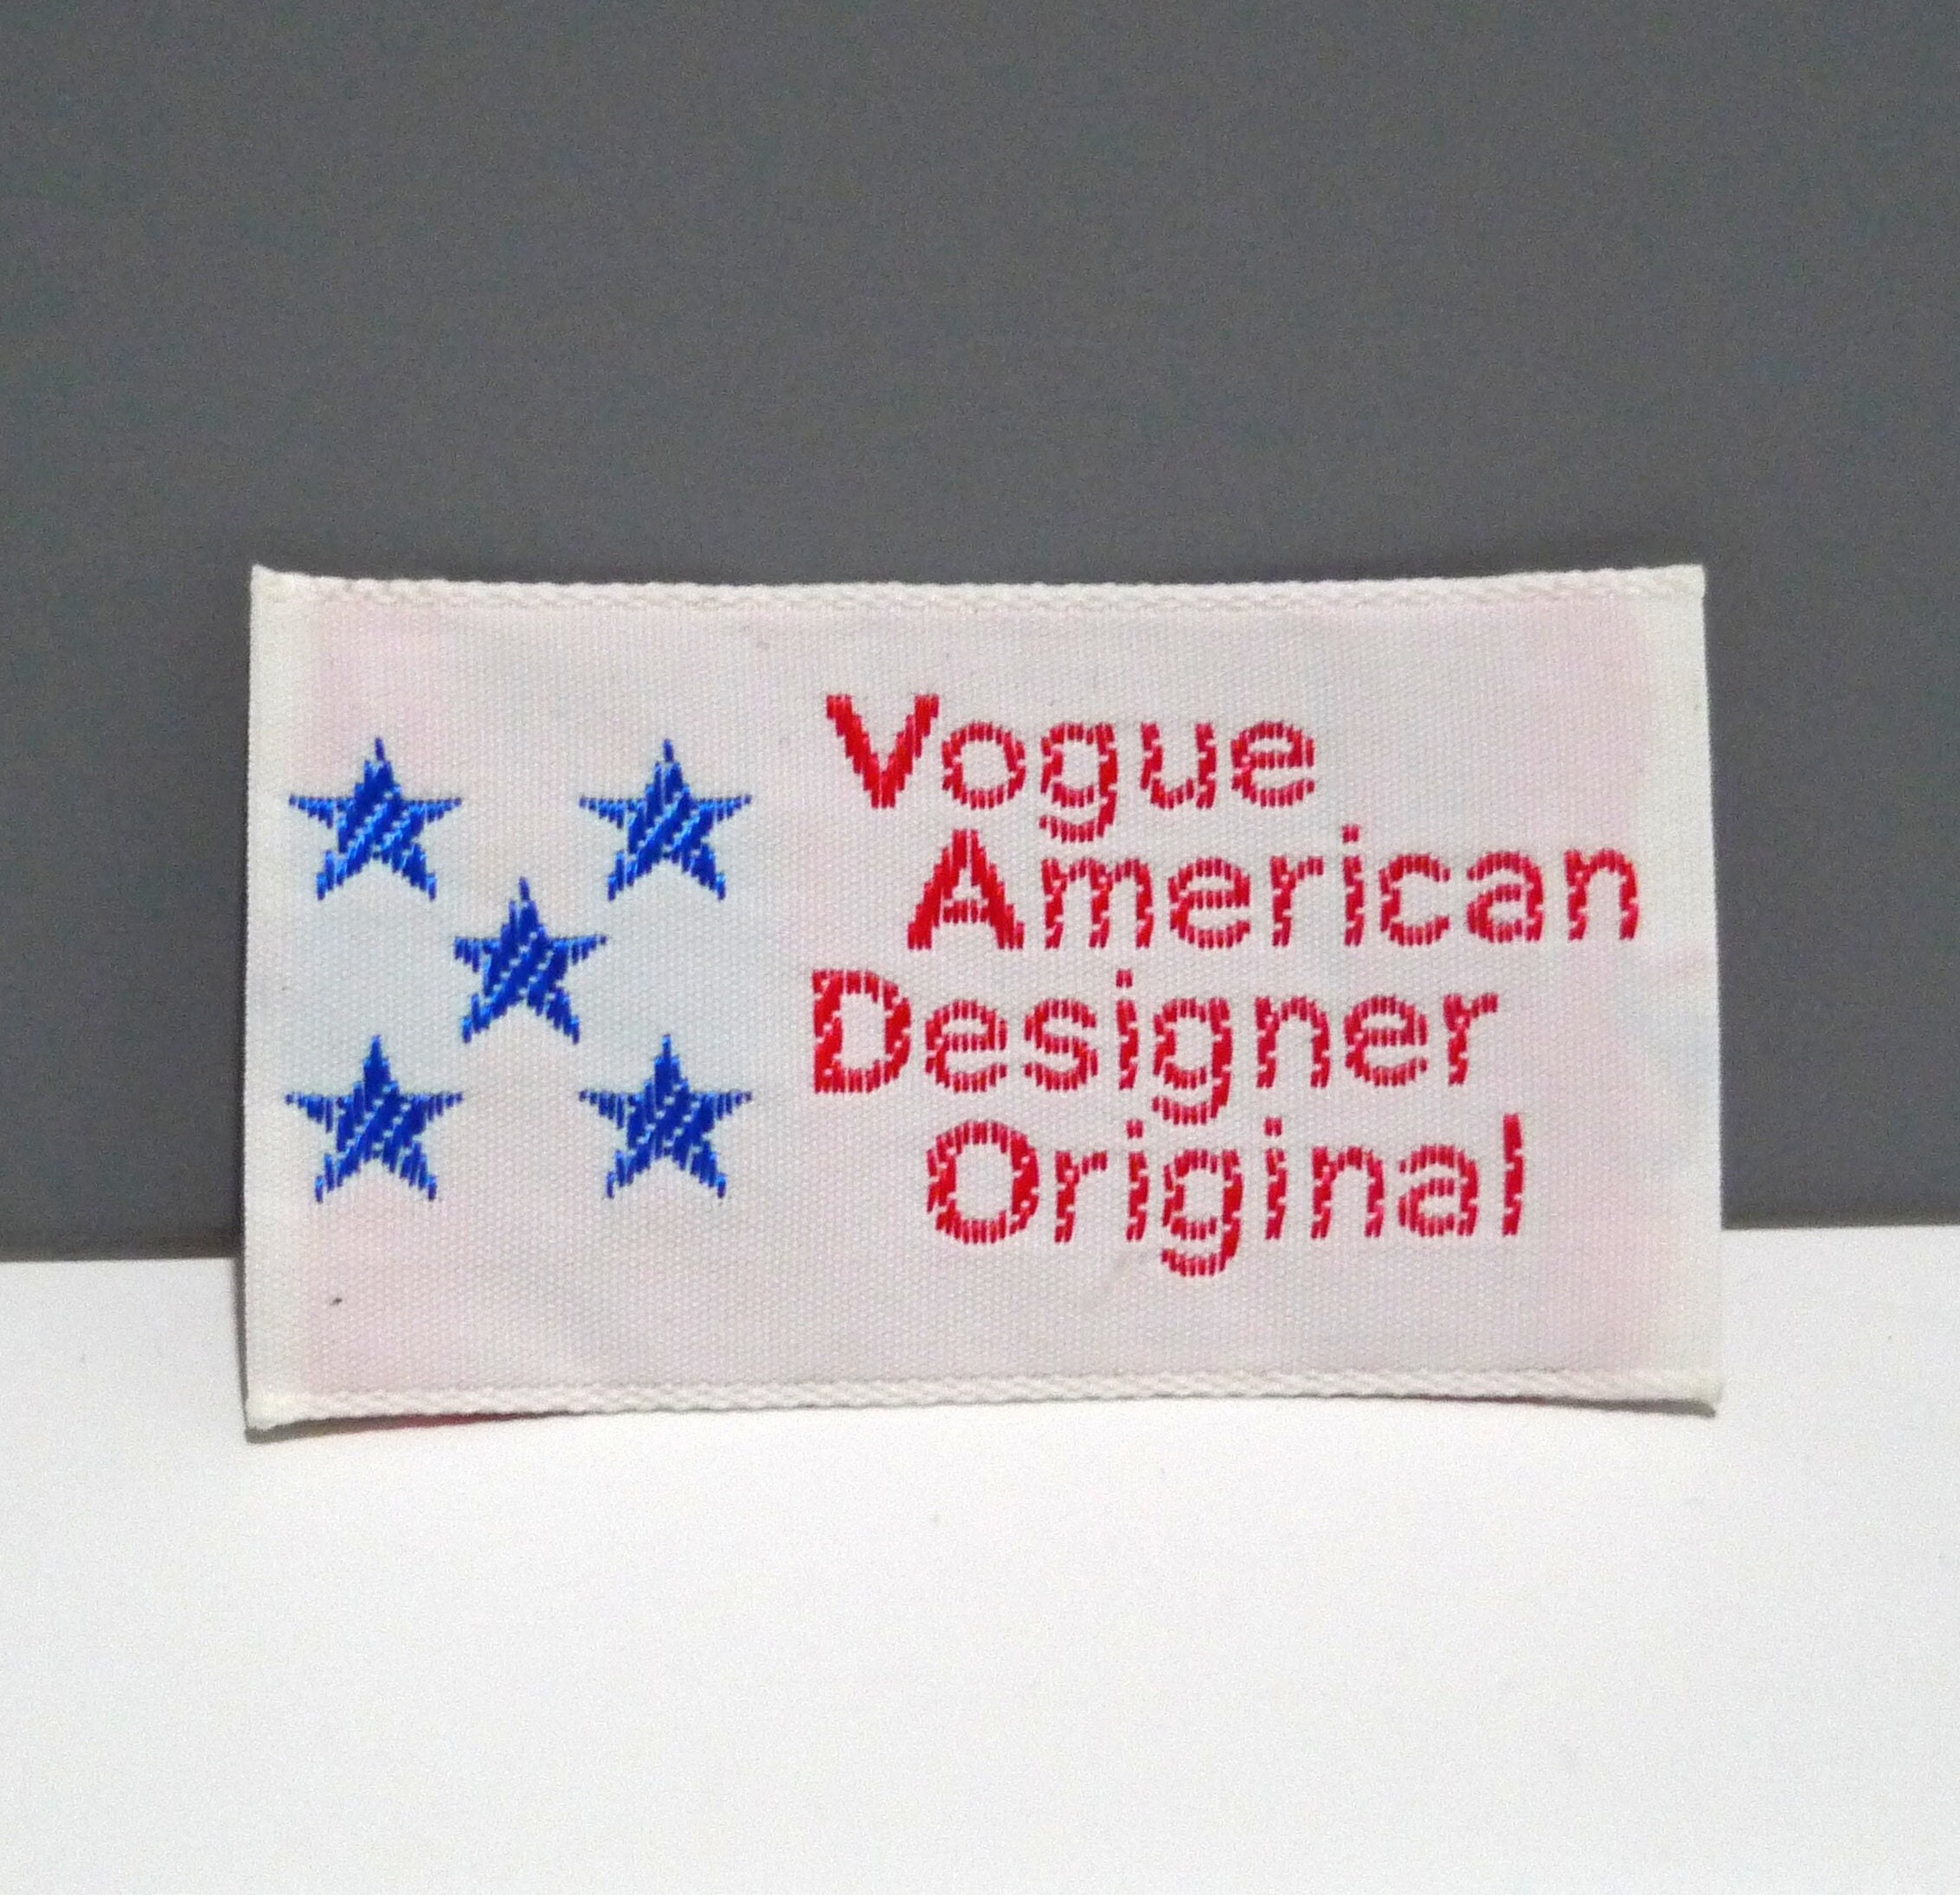 Vogue
American
Designer
Original